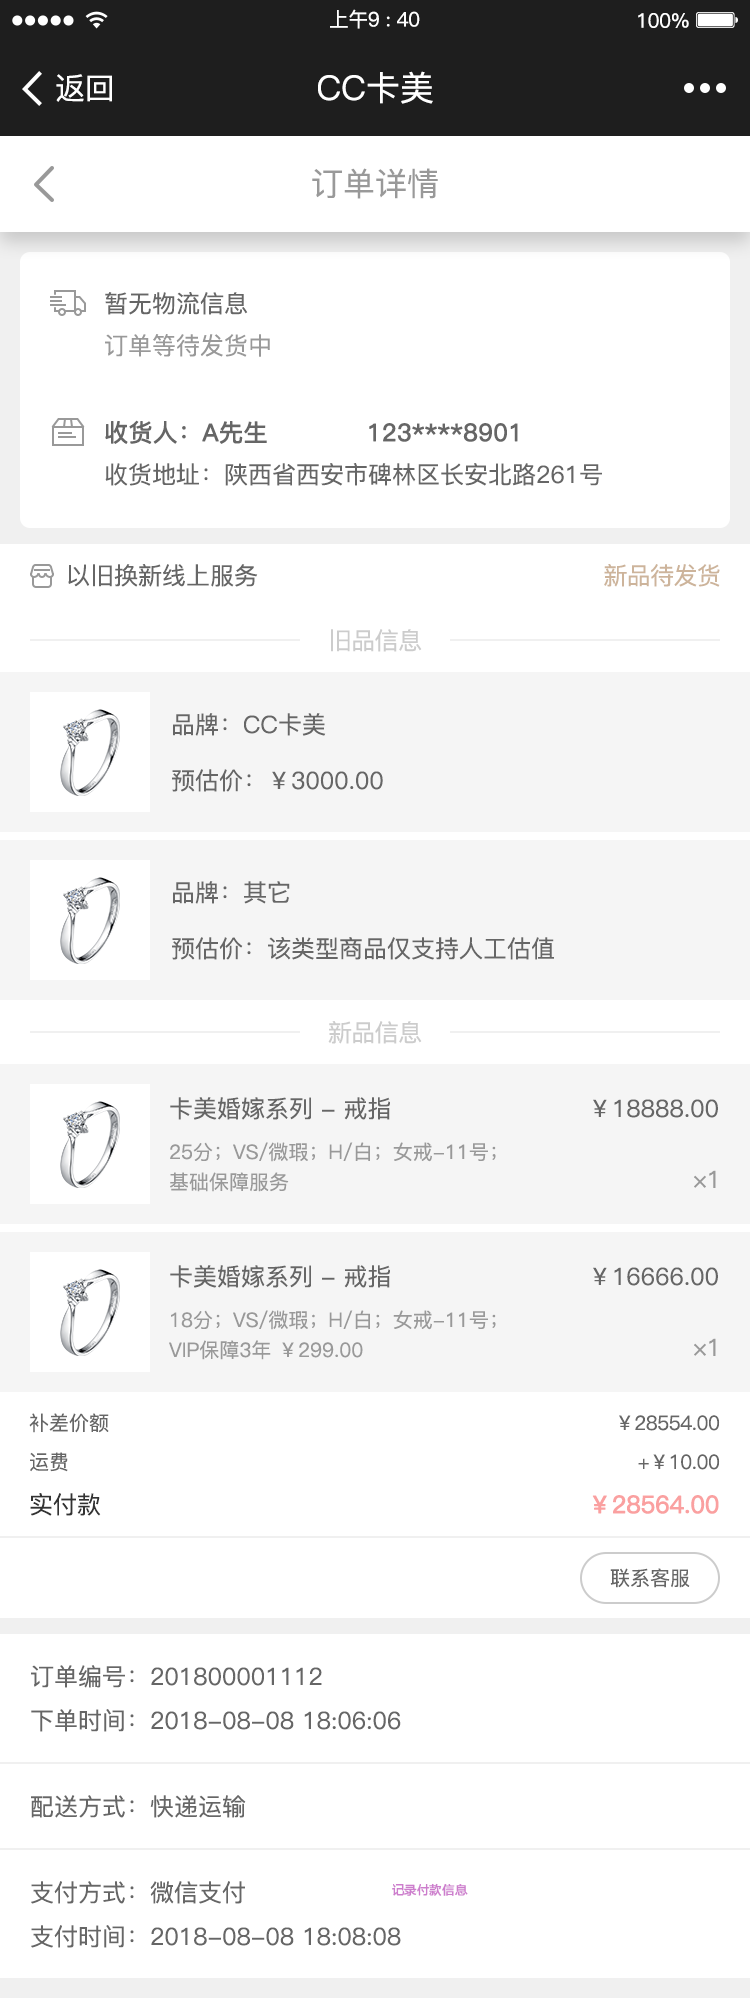 上午9 : 40
100%
返回
CC卡美
订单详情
暂无物流信息
订单等待发货中
收货人：A先生 123****8901
收货地址：陕西省西安市碑林区长安北路261号
以旧换新线上服务 新品待发货
旧品信息
品牌：CC卡美
预估价：￥3000.00
品牌：其它
预估价：该类型商品仅支持人工估值
新品信息
卡美婚嫁系列 – 戒指 ￥18888.00
25分；VS/微瑕；H/白；女戒–11号；
基础保障服务 ×1
卡美婚嫁系列 – 戒指 ￥16666.00
18分；VS/微瑕；H/白；女戒–11号；
VIP保障3年 ￥299.00 ×1
补差价额 ￥28554.00
运费 +￥10.00
实付款 ￥28564.00
联系客服
订单编号：201800001112
下单时间：2018–08–08 18:06:06
配送方式：快递运输
支付方式：微信支付 记录付款信息
支付时间：2018–08–08 18:08:08